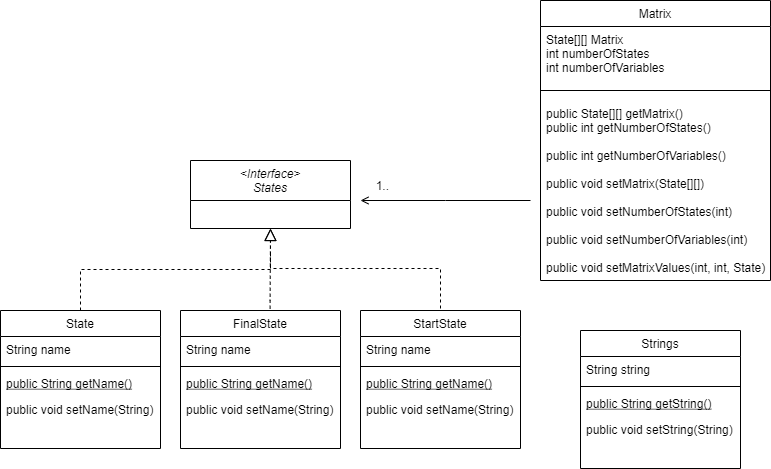 Matrix
State[][] Matrix
int numberOfStates
int numberOfVariables
public State[][] getMatrix()
public int getNumberOfStates()
public int getNumberOfVariables()
public void setMatrix(State[][])
public void setNumberOfStates(int)
public void setNumberOfVariables(int)
public void setMatrixValues(int, int, State)
<Interface>
States
1..
State
String name
public String getName()
public void setName(String)
FinalState
String name
public String getName()
public void setName(String)
StartState
String name
public String getName()
public void setName(String)
Strings
String string
public String getString()
public void setString(String)